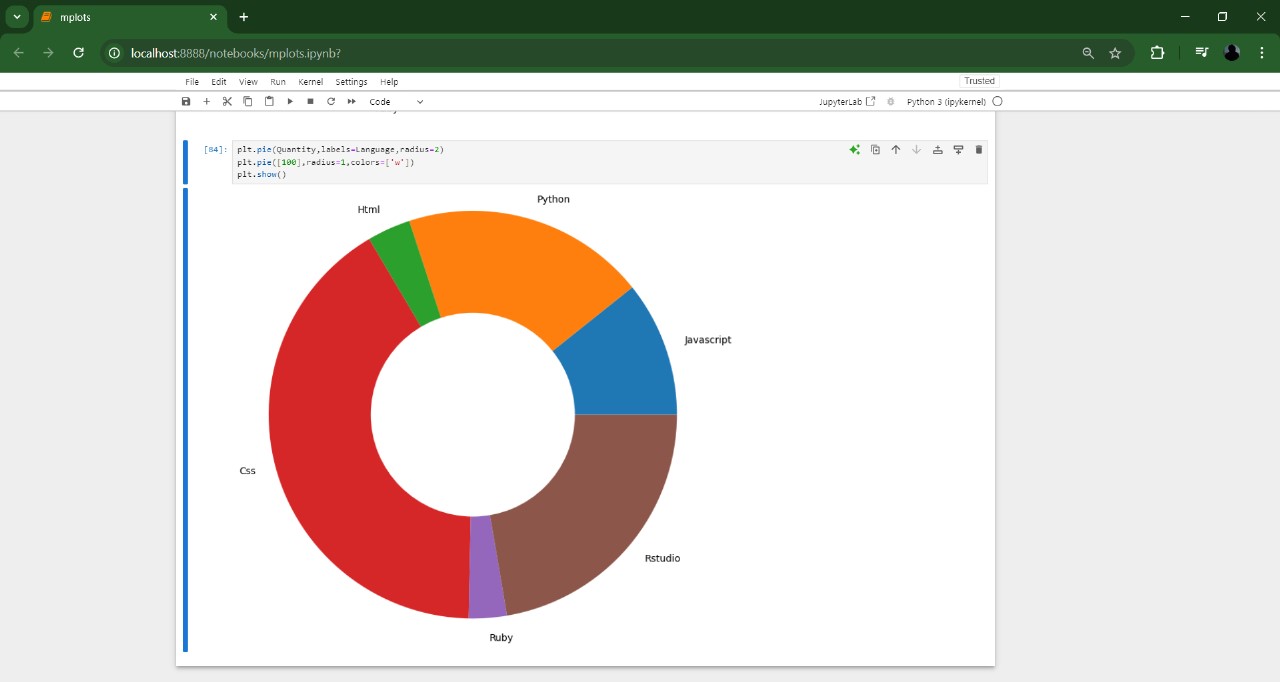 mplots
localhost:8888/notebooks/mplots.ipynb?
File Edit View Run Kernel Settings Help
Trusted
Code
JupyterLab
Python 3 (ipykernel)
[84]:
plt.pie(Quantity,labels=Language,radius=2)
plt.pie([100],radius=1,colors=['w'])
plt.show()
Python
Html
Javascript
Css
Rstudio
Ruby